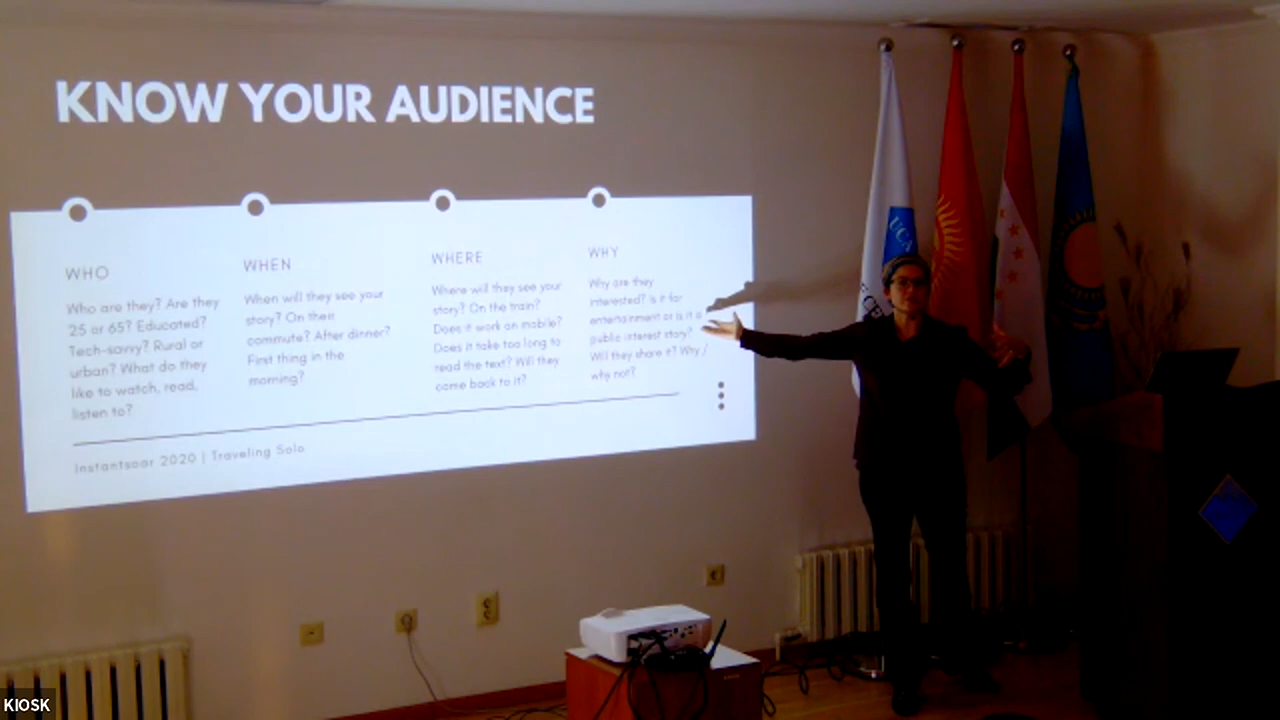 KNOW YOUR AUDIENCE
WHO
Who are they? Are they
25 or 65? Educated?
Tech-savvy? Rural or
urban? What do they
like to watch, read,
listen to?
WHEN
When will they see your
story? On their
commute? After dinner?
First thing in the
morning?
WHERE
Where will they see your
story? On the train?
Does it work on mobile?
Does it take too long to
read the text? Will they
come back to it?
WHY
Why are they
interested? Is it for
entertainment or is it a
public interest story?
Will they share it? Why /
why not?
Instantsoar 2020 | Traveling Solo
UCA
KIOSK